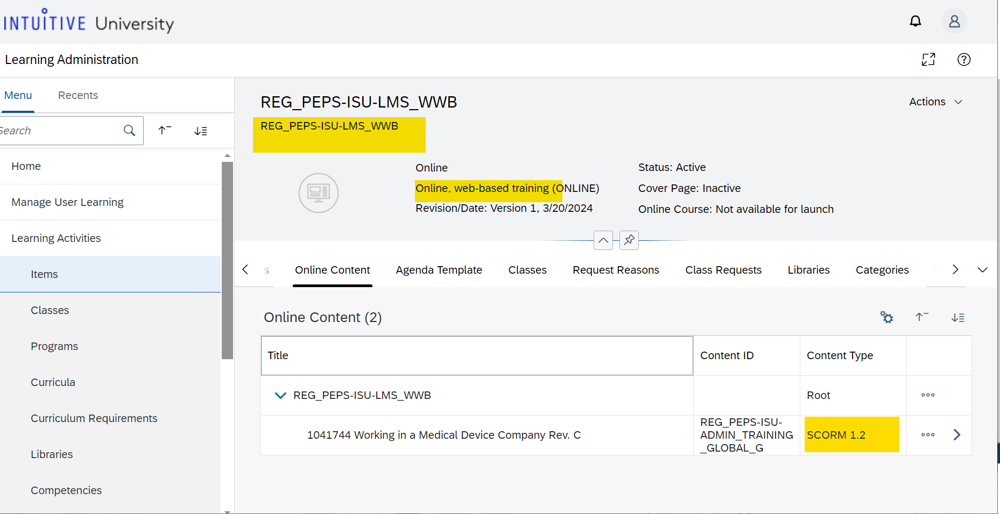 INTUITIVE University
Learning Administration
Menu
Recents
Search
Home
Manage User Learning
Learning Activities
Items
Classes
Programs
Curricula
Curriculum Requirements
Libraries
Competencies
REG_PEPS-ISU-LMS_WWB
Actions
REG_PEPS-ISU-LMS_WWB
Online
Online, web-based training (ONLINE)
Revision/Date: Version 1, 3/20/2024
Status: Active
Cover Page: Inactive
Online Course: Not available for launch
s
Online Content
Agenda Template
Classes
Request Reasons
Class Requests
Libraries
Categories
Online Content (2)
Title
Content ID
Content Type
REG_PEPS-ISU-LMS_WWB
Root
1041744 Working in a Medical Device Company Rev. C
REG_PEPS-ISU-
ADMIN_TRAINING
_GLOBAL_G
SCORM 1.2